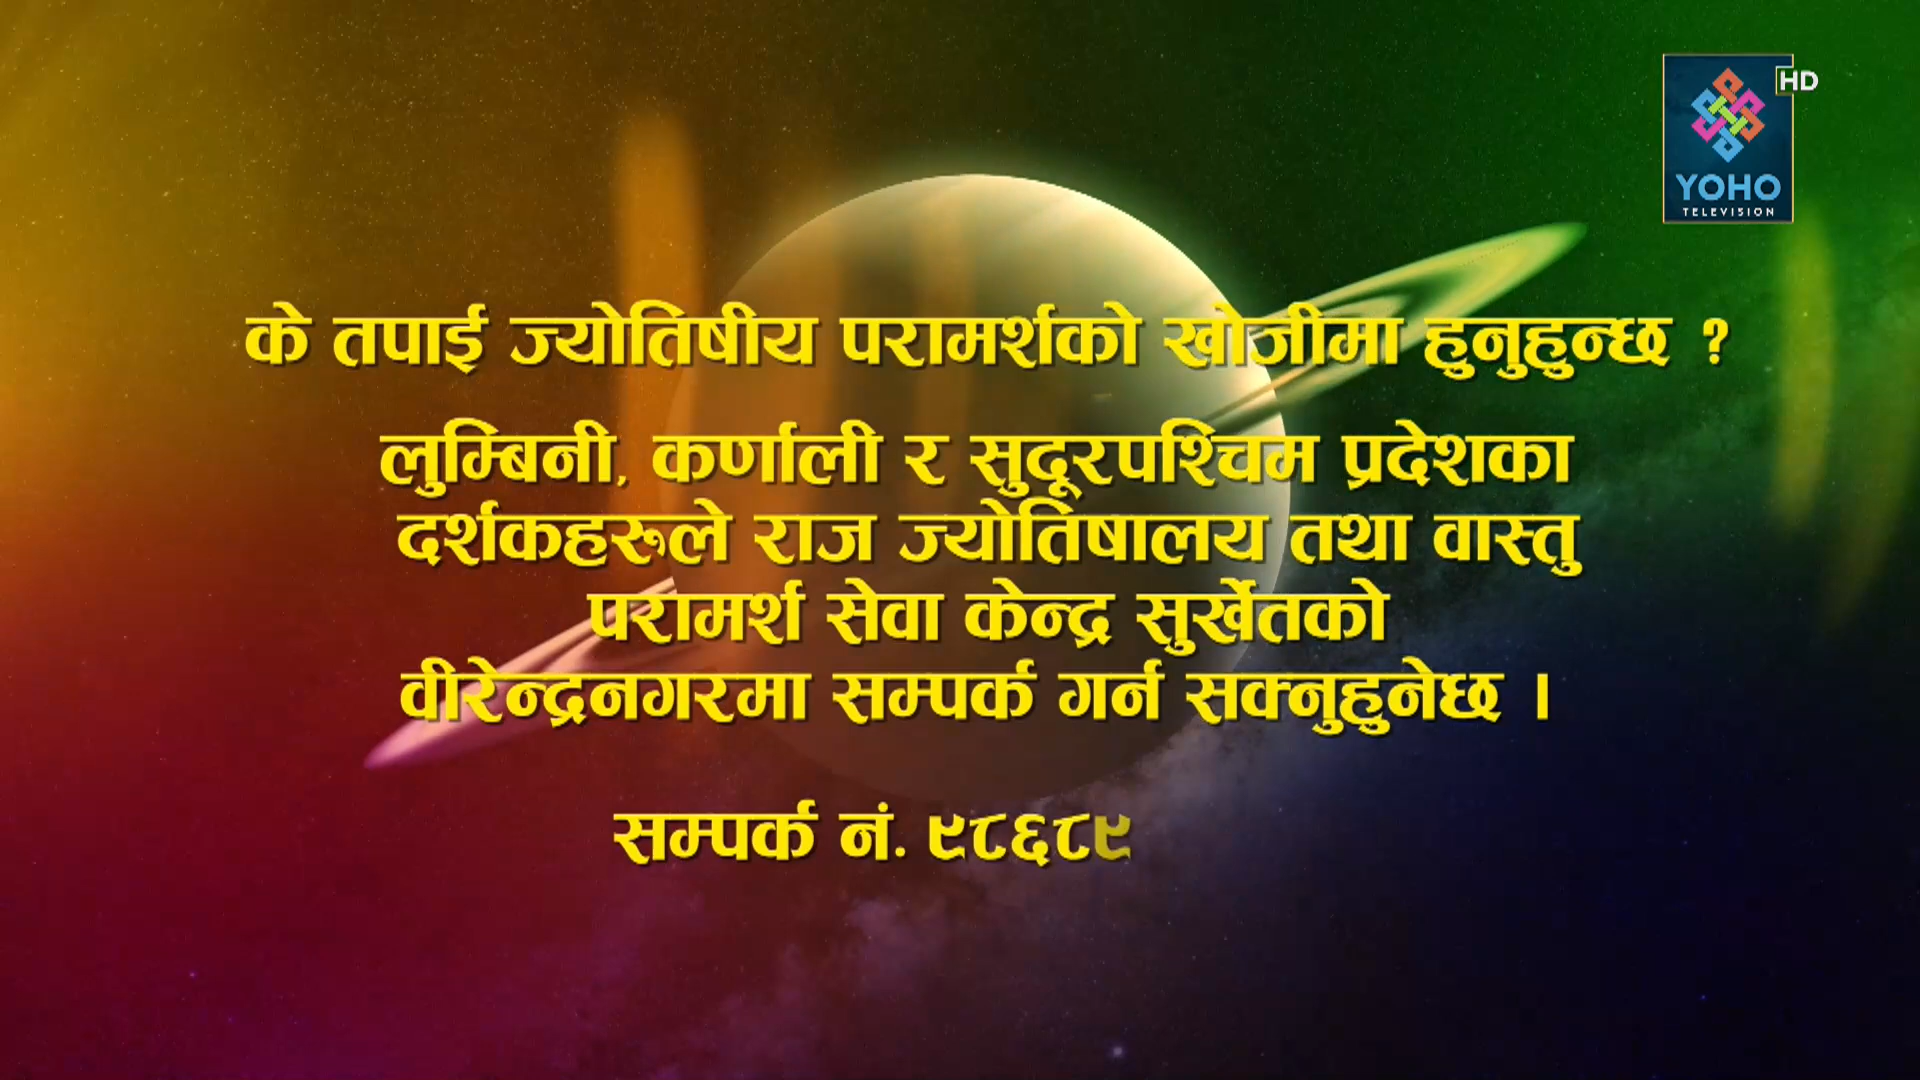 HD
YOHO
TELEVISION
के तपाई ज्योतिषीय परामर्शको खोजीमा हुनुहुन्छ ?
लुम्बिनी, कर्णाली र सुदूरपश्चिम प्रदेशका
दर्शकहरुले राज ज्योतिषालय तथा वास्तु
परामर्श सेवा केन्द्र सुर्खेतको
वीरेन्द्रनगरमा सम्पर्क गर्न सक्नुहुनेछ ।
सम्पर्क नं. ९८६८९